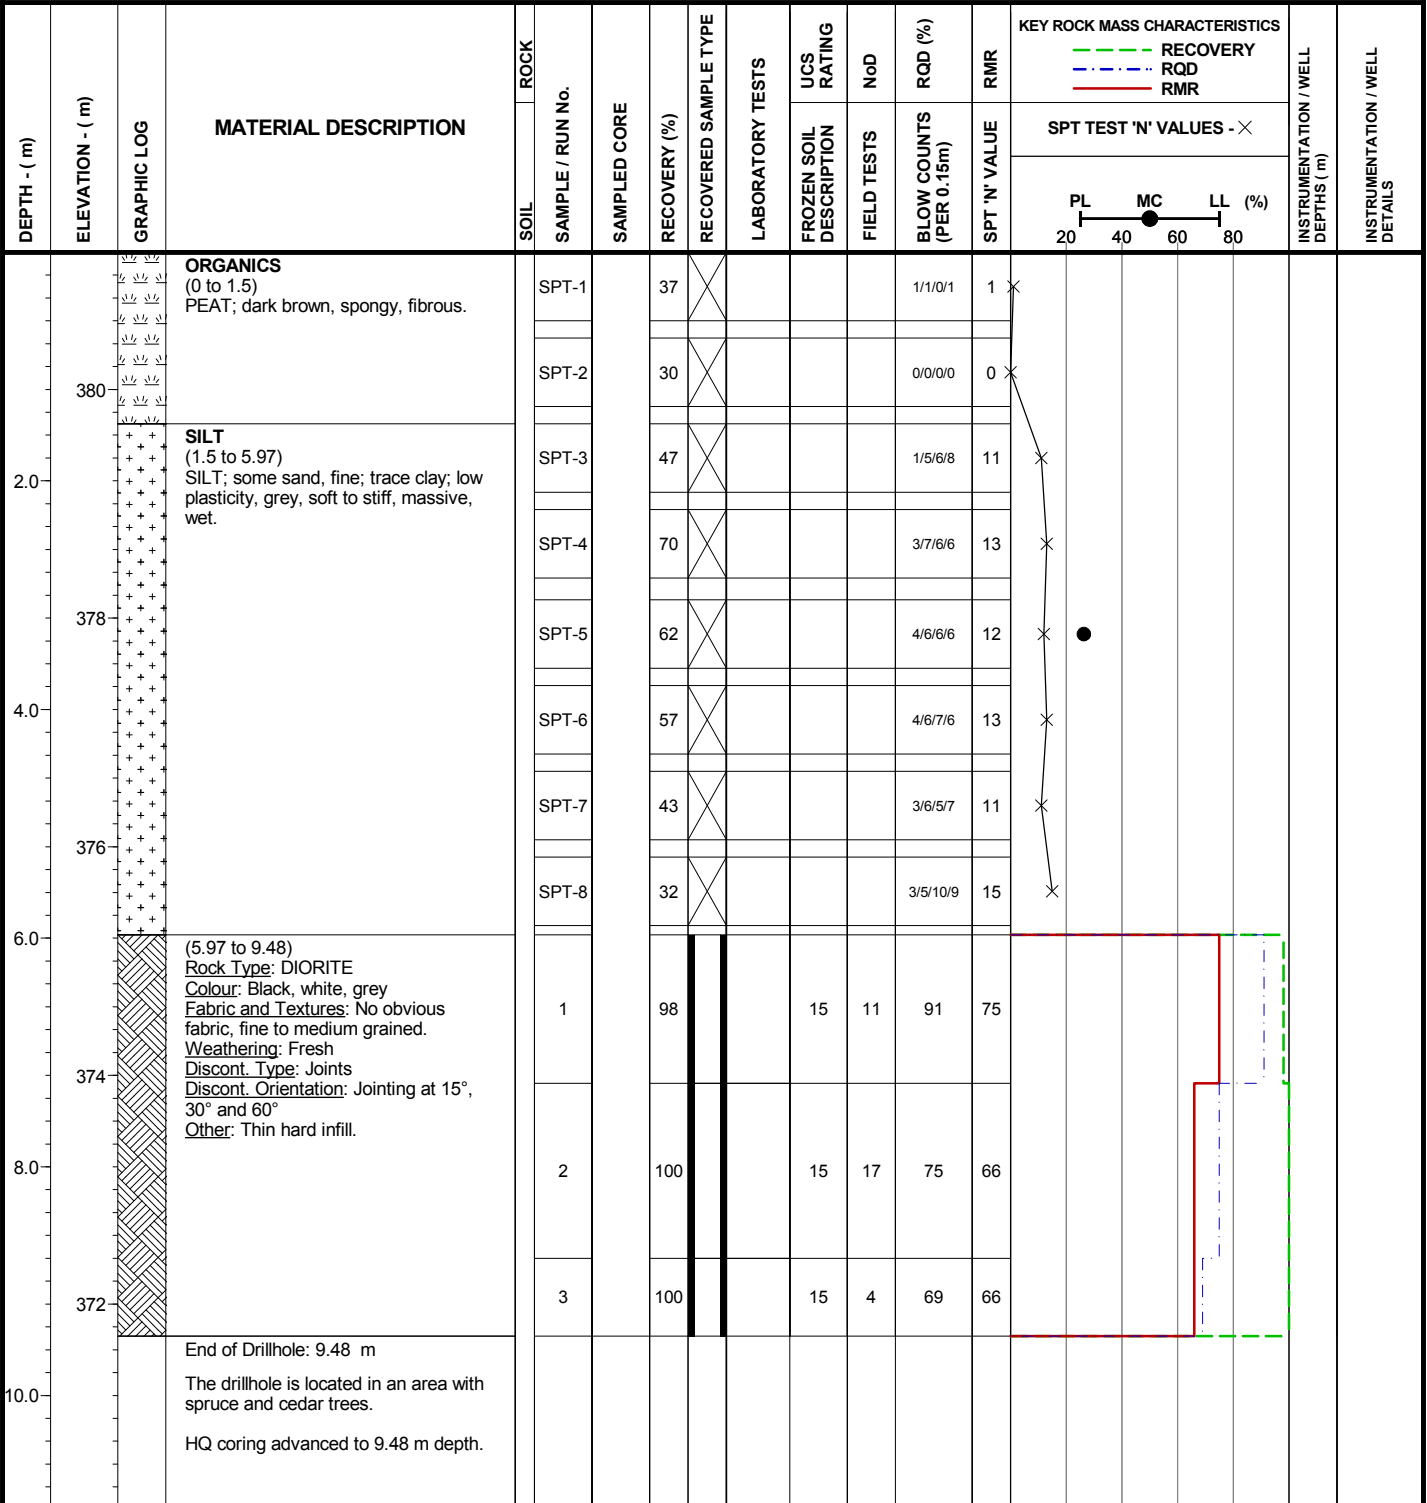 DEPTH - ( m)
ELEVATION - ( m)
GRAPHIC LOG
MATERIAL DESCRIPTION
ROCK
SOIL
SAMPLE / RUN No.
SAMPLED CORE
RECOVERY (%)
RECOVERED SAMPLE TYPE
LABORATORY TESTS
UCS RATING
FROZEN SOIL DESCRIPTION
NoD
FIELD TESTS
RQD (%)
BLOW COUNTS (PER 0.15m)
RMR
SPT 'N' VALUE
KEY ROCK MASS CHARACTERISTICS
RECOVERY
RQD
RMR
SPT TEST 'N' VALUES - ×
PL MC LL (%)
20 40 60 80
INSTRUMENTATION / WELL DEPTHS ( m)
INSTRUMENTATION / WELL DETAILS
ORGANICS
(0 to 1.5)
PEAT; dark brown, spongy, fibrous.
SPT-1 37 1/1/0/1 1
SPT-2 30 0/0/0/0 0
380
SILT
(1.5 to 5.97)
SILT; some sand, fine; trace clay; low
plasticity, grey, soft to stiff, massive,
wet.
SPT-3 47 1/5/6/8 11
2.0
SPT-4 70 3/7/6/6 13
378
SPT-5 62 4/6/6/6 12
4.0
SPT-6 57 4/6/7/6 13
SPT-7 43 3/6/5/7 11
376
SPT-8 32 3/5/10/9 15
6.0
(5.97 to 9.48)
Rock Type: DIORITE
Colour: Black, white, grey
Fabric and Textures: No obvious
fabric, fine to medium grained.
Weathering: Fresh
Discont. Type: Joints
Discont. Orientation: Jointing at 15°,
30° and 60°
Other: Thin hard infill.
1 98 15 11 91 75
374
8.0
2 100 15 17 75 66
372
3 100 15 4 69 66
End of Drillhole: 9.48 m
The drillhole is located in an area with
spruce and cedar trees.
10.0
HQ coring advanced to 9.48 m depth.